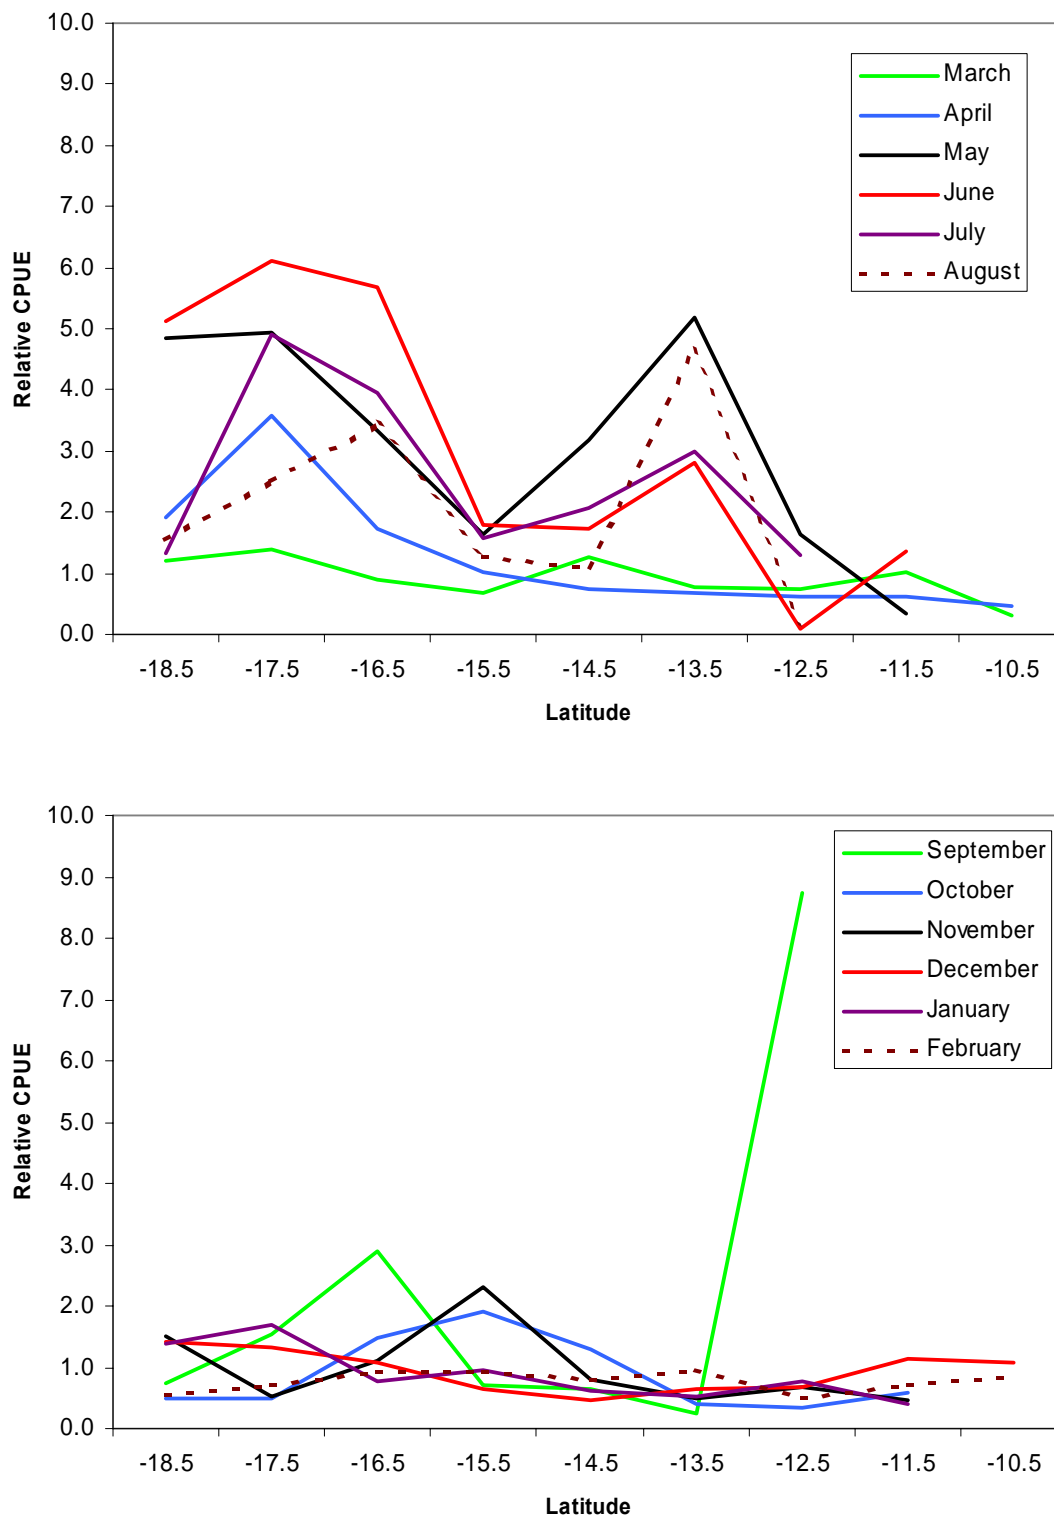 10.0
9.0
8.0
7.0
6.0
5.0
4.0
3.0
2.0
1.0
0.0
Relative CPUE
March
April
May
June
July
August
-18.5 -17.5 -16.5 -15.5 -14.5 -13.5 -12.5 -11.5 -10.5
Latitude
10.0
9.0
8.0
7.0
6.0
5.0
4.0
3.0
2.0
1.0
0.0
Relative CPUE
September
October
November
December
January
February
-18.5 -17.5 -16.5 -15.5 -14.5 -13.5 -12.5 -11.5 -10.5
Latitude